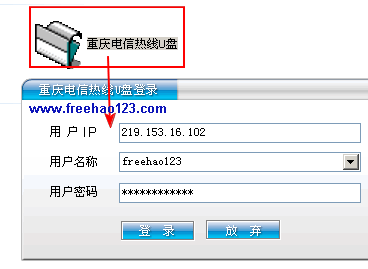 重庆电信热线U盘
重庆电信热线U盘登录
www.freehao123.com
用 户 IP 219.153.16.102
用户名称 freehao123
用户密码 ************
登 录 放 弃